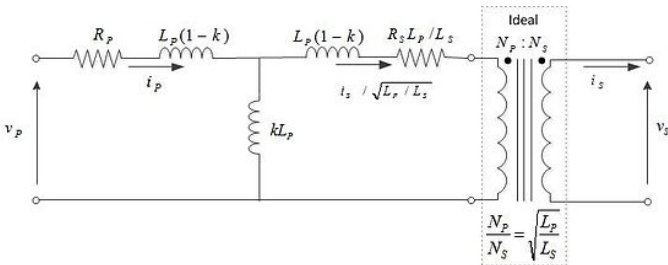 Ideal
R_P
L_P(1-k)
L_P(1-k)
R_S L_P/L_S
N_P : N_S
i_P
i_s / √(L_P / L_S)
i_S
v_P
kL_P
v_S
N_P/N_S = √(L_P/L_S)